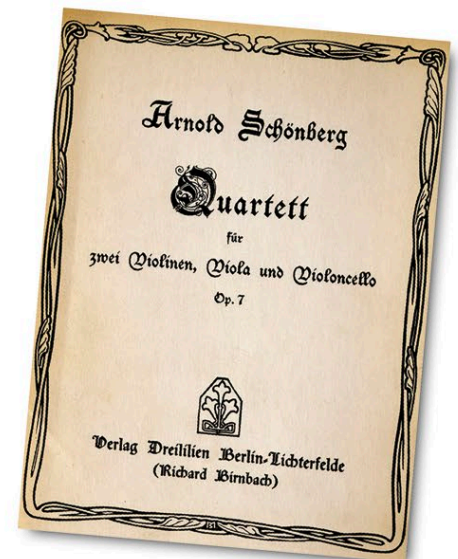 Arnold Schönberg
Quartett
für
zwei Violinen, Viola und Violoncello
Op. 7
Verlag Dreililien Berlin-Lichterfelde
(Richard Birnbach)